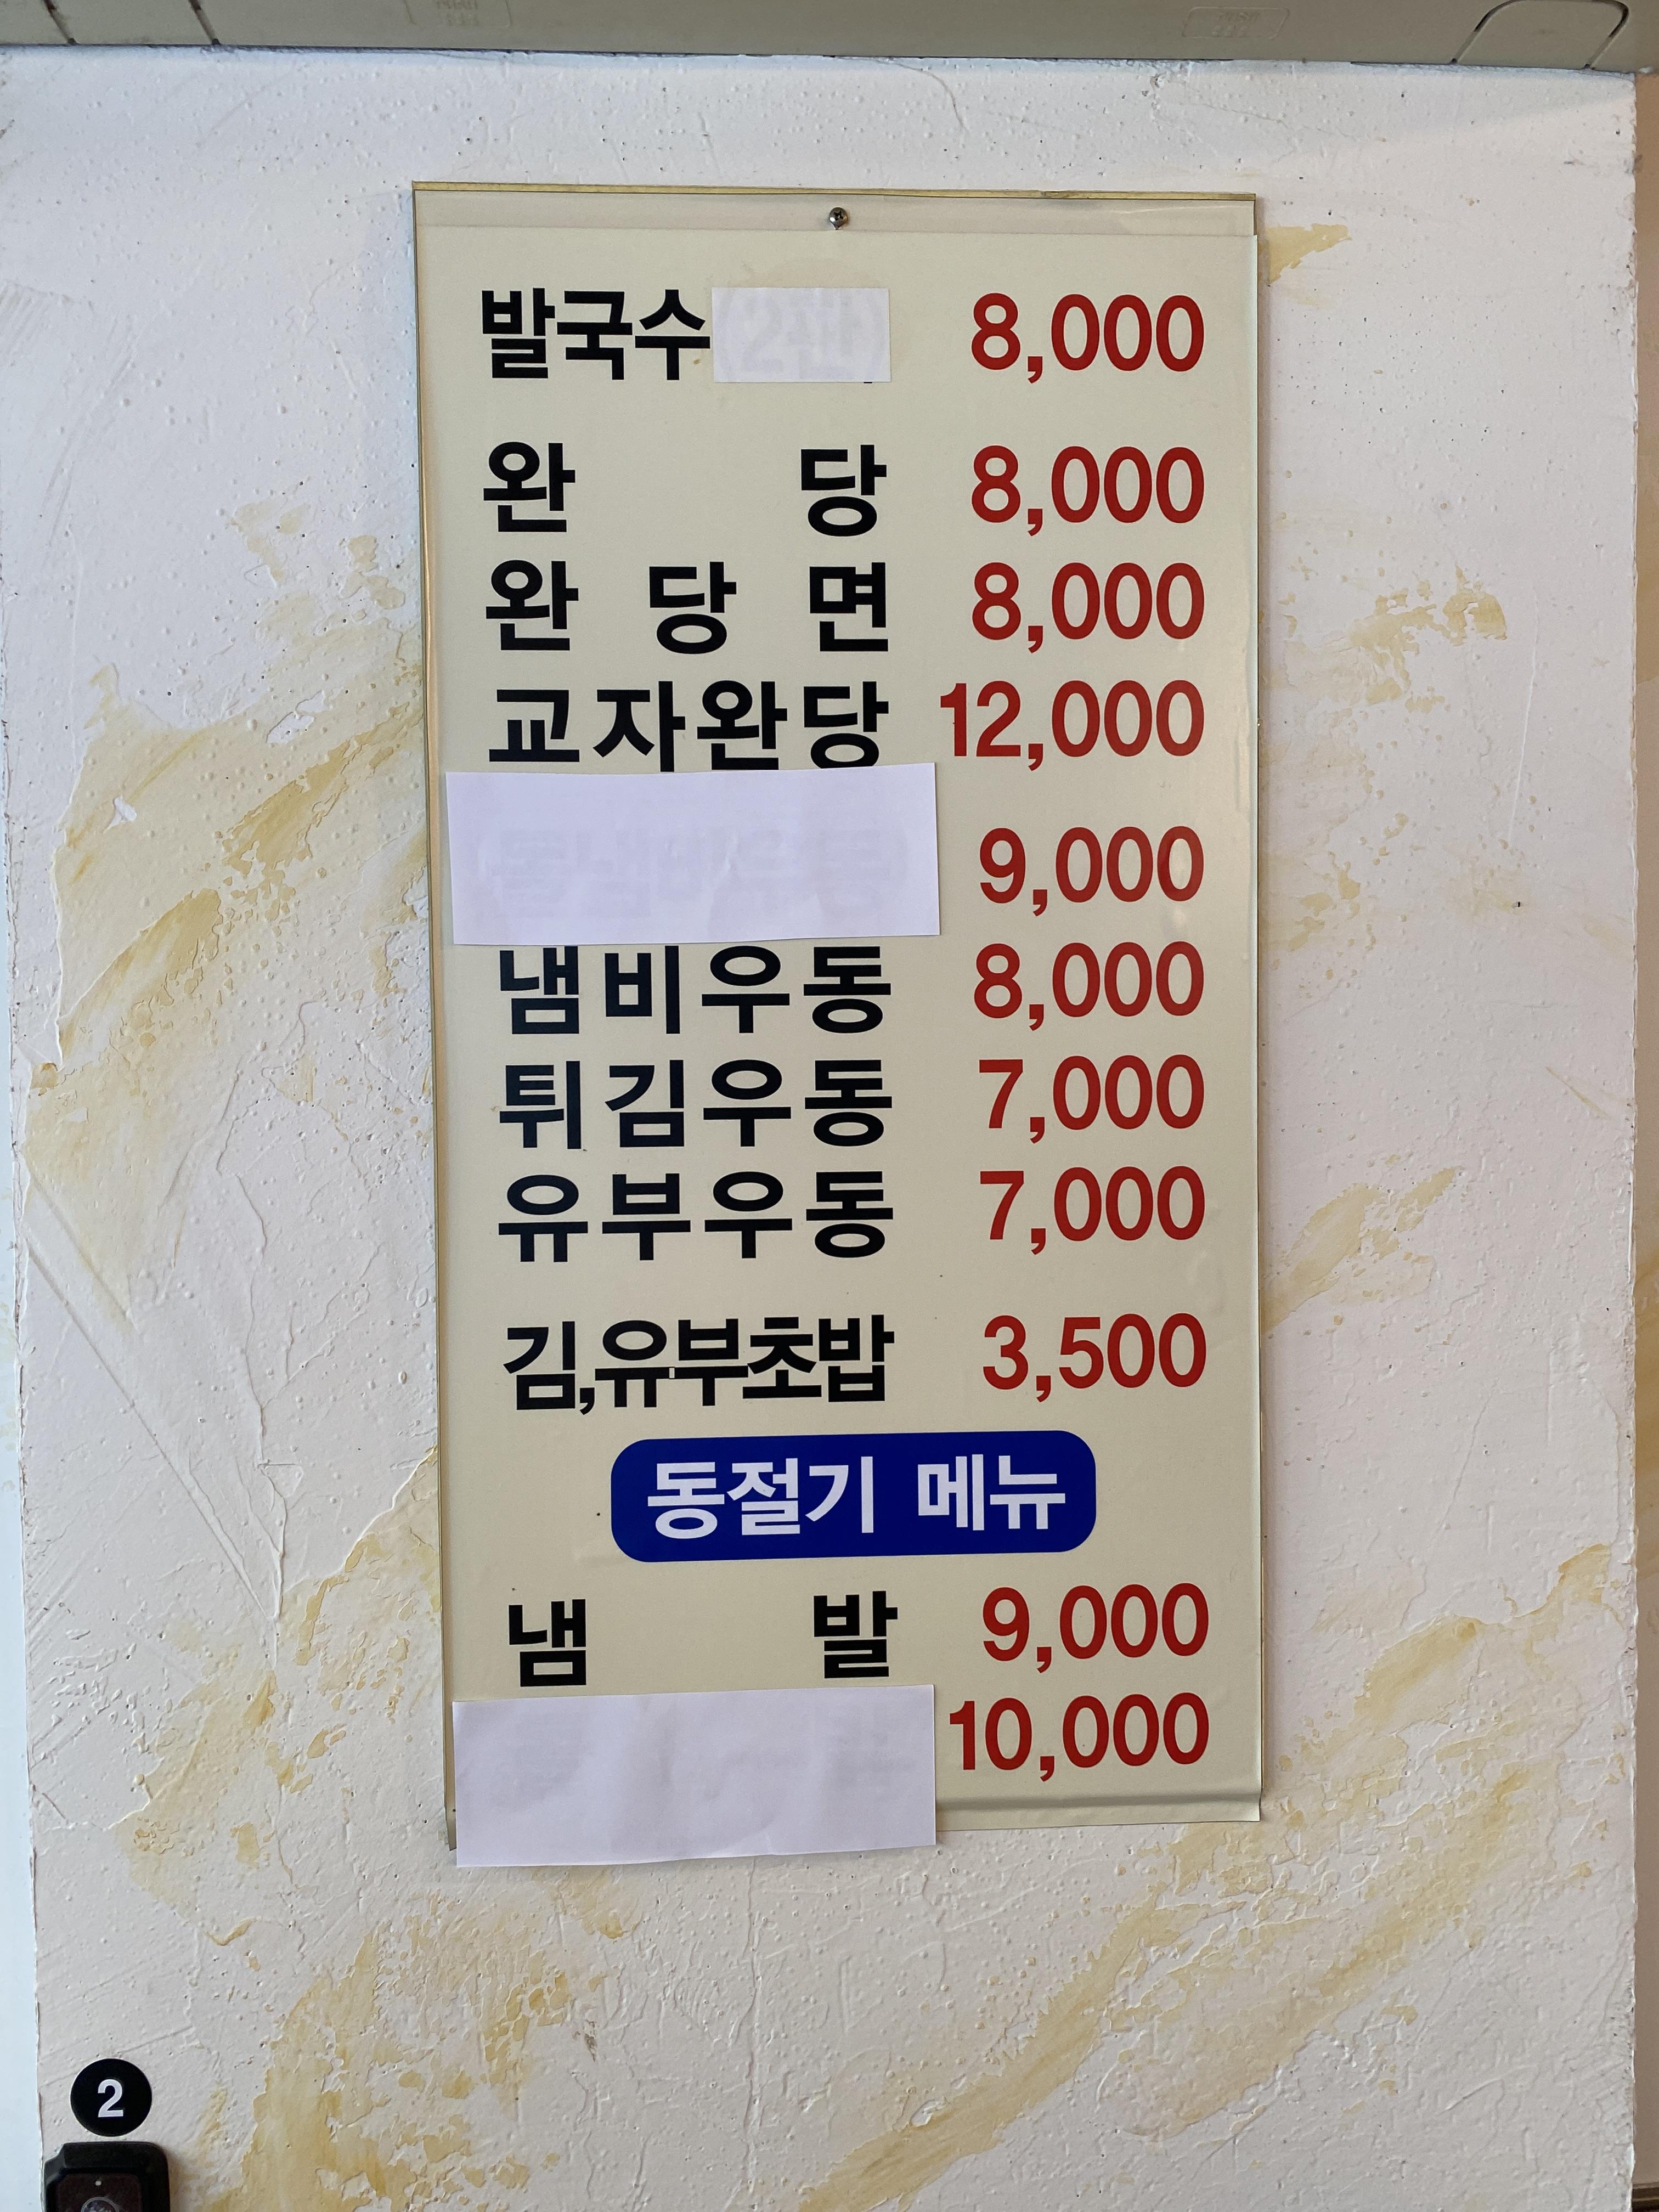 발국수 8,000
완 당 8,000
완 당 면 8,000
교자완당 12,000
9,000
냄비우동 8,000
튀김우동 7,000
유부우동 7,000
김,유부초밥 3,500
동절기 메뉴
냄 발 9,000
10,000
2